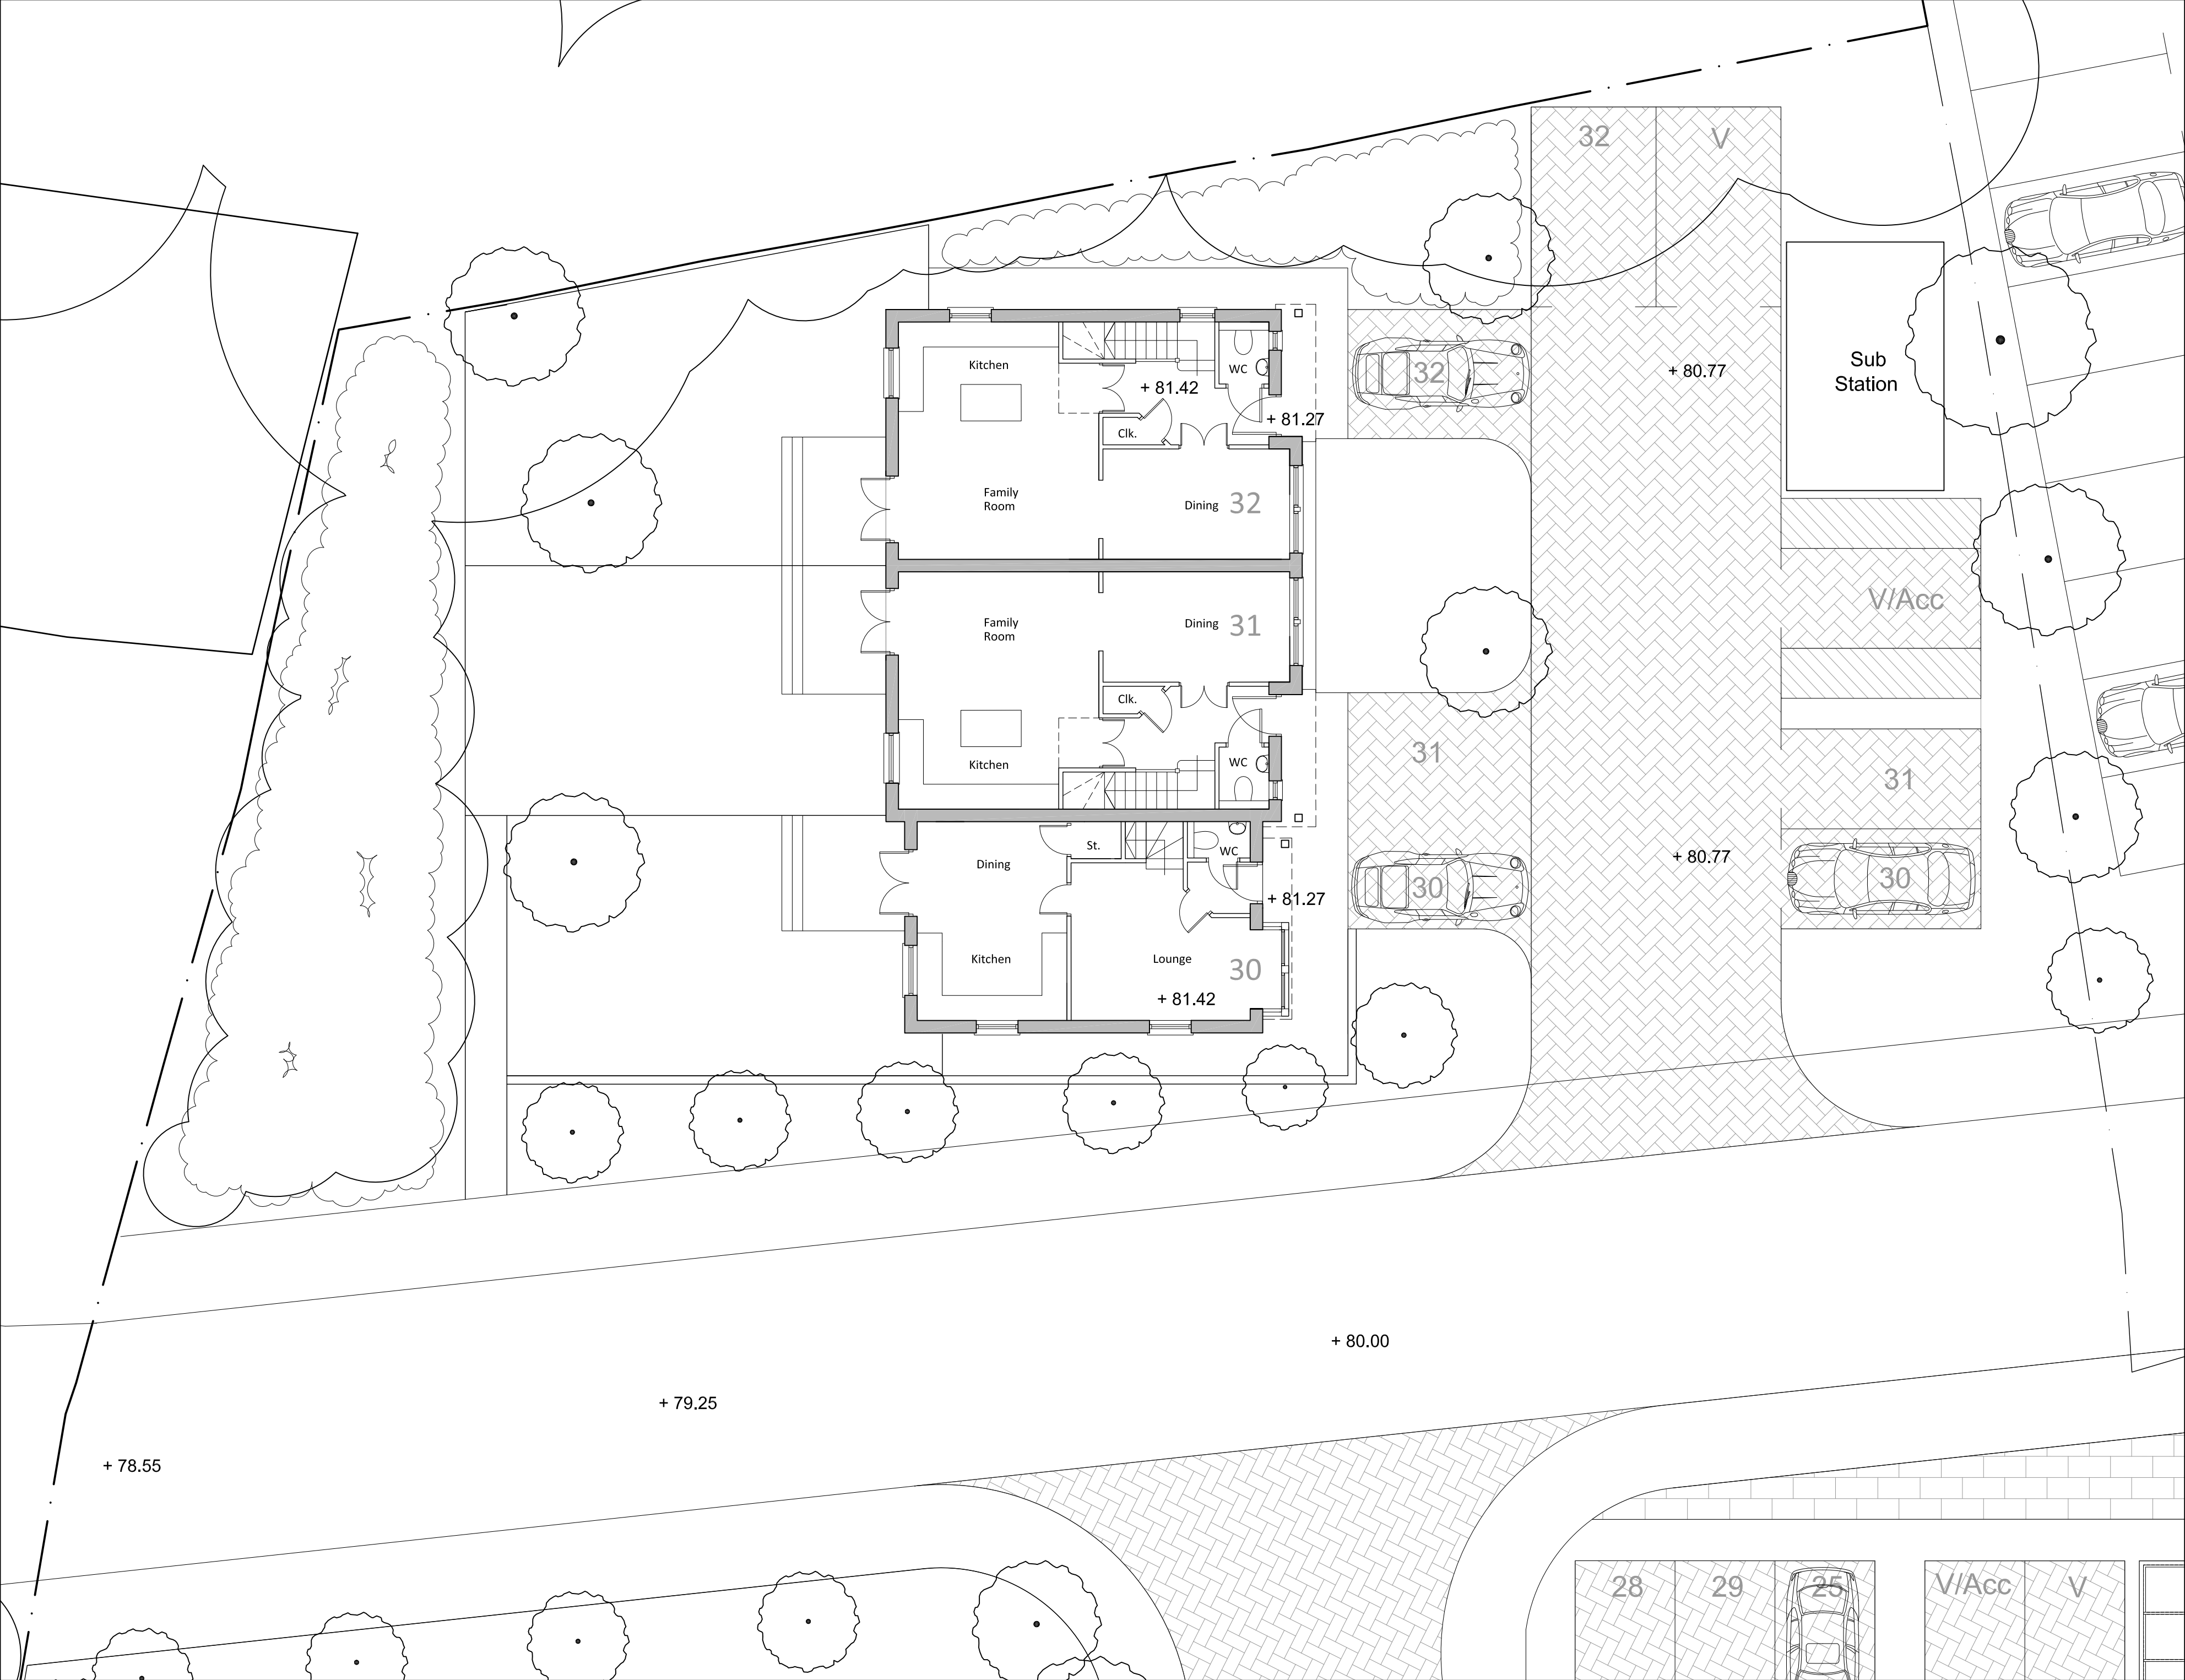 32
V
Kitchen
WC
32
+ 80.77
Sub
Station
+ 81.42
+ 81.27
Clk.
Family
Room
Dining
32
V/Acc
Family
Room
Dining
31
Clk.
31
Kitchen
WC
31
St.
WC
Dining
+ 80.77
30
30
+ 81.27
Kitchen
Lounge
30
+ 81.42
+ 80.00
+ 79.25
+ 78.55
28
29
25
V/Acc
V